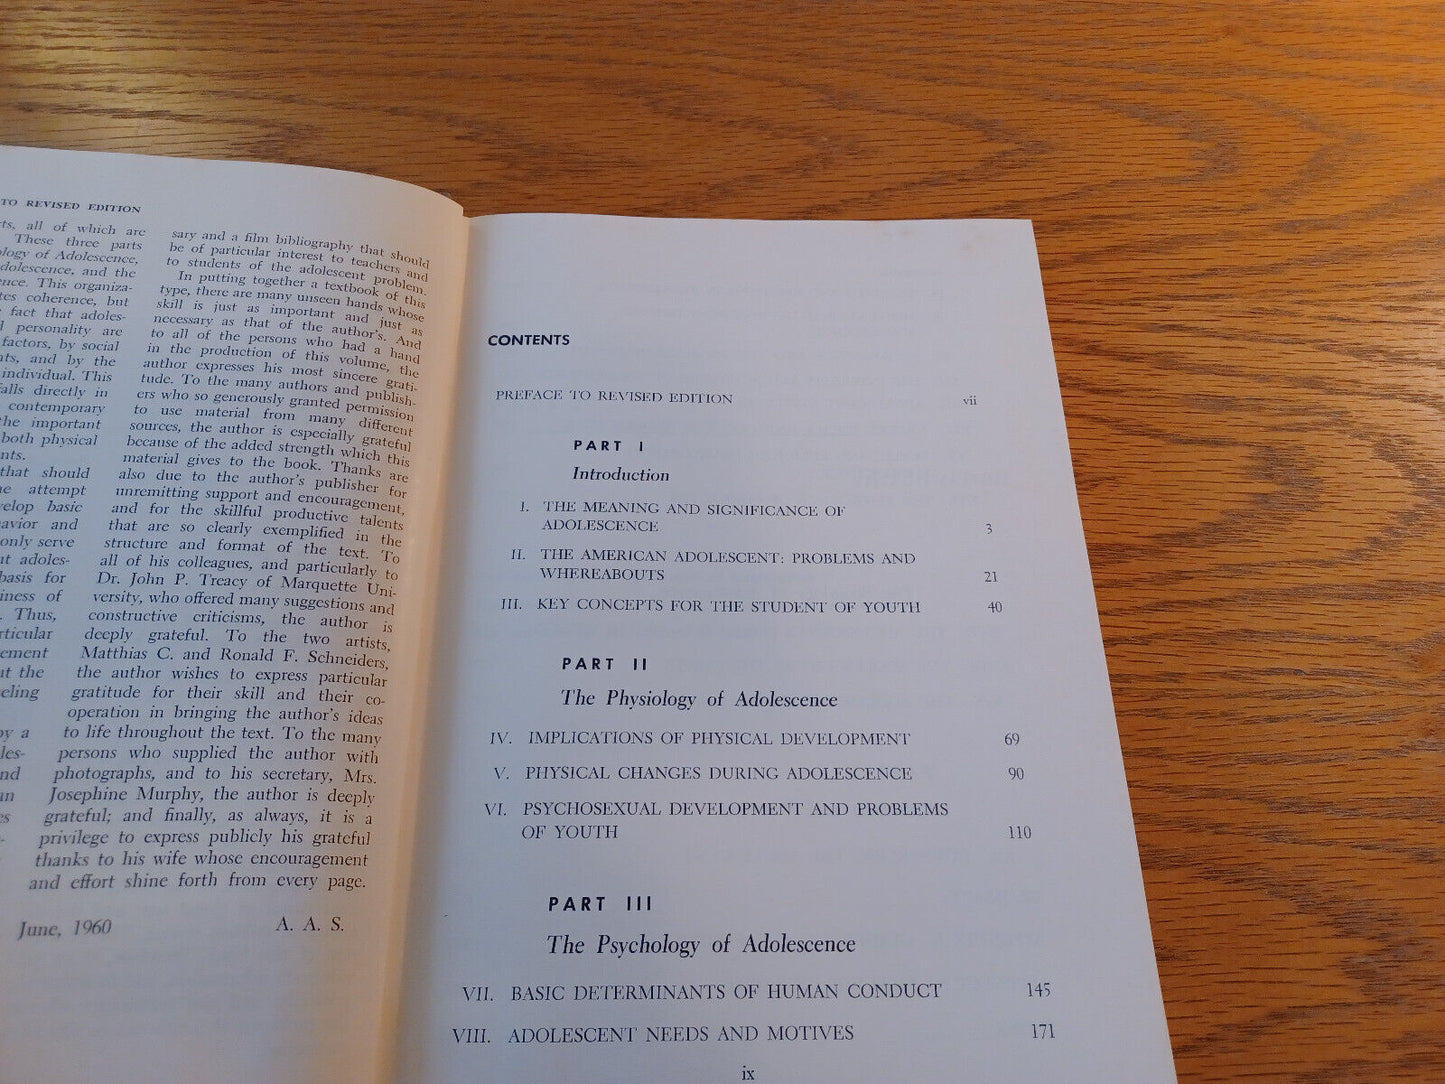 TO REVISED EDITION
all of which are
These three parts
of Adolescence,
and the
This organiza-
coherence, but
fact that adoles-
personality are
factors, by social
and by the
individual. This
directly in
contemporary
the important
both physical
that should
attempt
basic
and
only serve
adoles-
basis for
of
Thus,
the
by a
sary and a film bibliography that should
be of particular interest to teachers and
to students of the adolescent problem.
In putting together a textbook of this
type, there are many unseen hands whose
skill is just as important and just as
necessary as that of the author's. And
to all of the persons who had a hand
in the production of this volume, the
author expresses his most sincere grati-
tude. To the many authors and publish-
ers who so generously granted permission
to use material from many different
sources, the author is especially grateful
because of the added strength which this
material gives to the book. Thanks are
also due to the author's publisher for
unremitting support and encouragement,
and for the skillful productive talents
that are so clearly exemplified in the
structure and format of the text. To
all of his colleagues, and particularly to
Dr. John P. Treacy of Marquette Uni-
versity, who offered many suggestions and
constructive criticisms, the author is
deeply grateful. To the two artists,
Matthias C. and Ronald F. Schneiders,
the author wishes to express particular
gratitude for their skill and their co-
operation in bringing the author's ideas
to life throughout the text. To the many
persons who supplied the author with
photographs, and to his secretary, Mrs.
Josephine Murphy, the author is deeply
grateful; and finally, as always, it is a
privilege to express publicly his grateful
thanks to his wife whose encouragement
and effort shine forth from every page.
June, 1960 A. A. S.
CONTENTS
PREFACE TO REVISED EDITION vii
PART I
Introduction
I. THE MEANING AND SIGNIFICANCE OF
ADOLESCENCE 3
II. THE AMERICAN ADOLESCENT: PROBLEMS AND
WHEREABOUTS 21
III. KEY CONCEPTS FOR THE STUDENT OF YOUTH 40
PART II
The Physiology of Adolescence
IV. IMPLICATIONS OF PHYSICAL DEVELOPMENT 69
V. PHYSICAL CHANGES DURING ADOLESCENCE 90
VI. PSYCHOSEXUAL DEVELOPMENT AND PROBLEMS
OF YOUTH 110
PART III
The Psychology of Adolescence
VII. BASIC DETERMINANTS OF HUMAN CONDUCT 145
VIII. ADOLESCENT NEEDS AND MOTIVES 171
ix